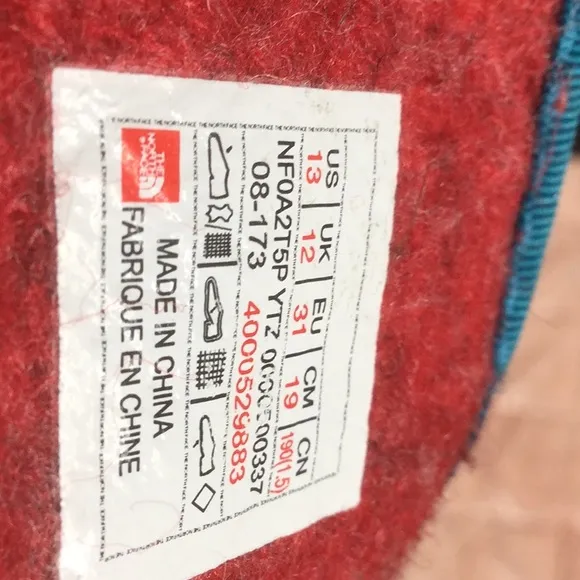 US | UK | EU | CM | CN
13 | 12 | 31 | 19 | 190(1.5)
NF0A2T5P YTZ
08-173 4000529883
THE NORTH FACE
MADE IN CHINA
FABRIQUE EN CHINE